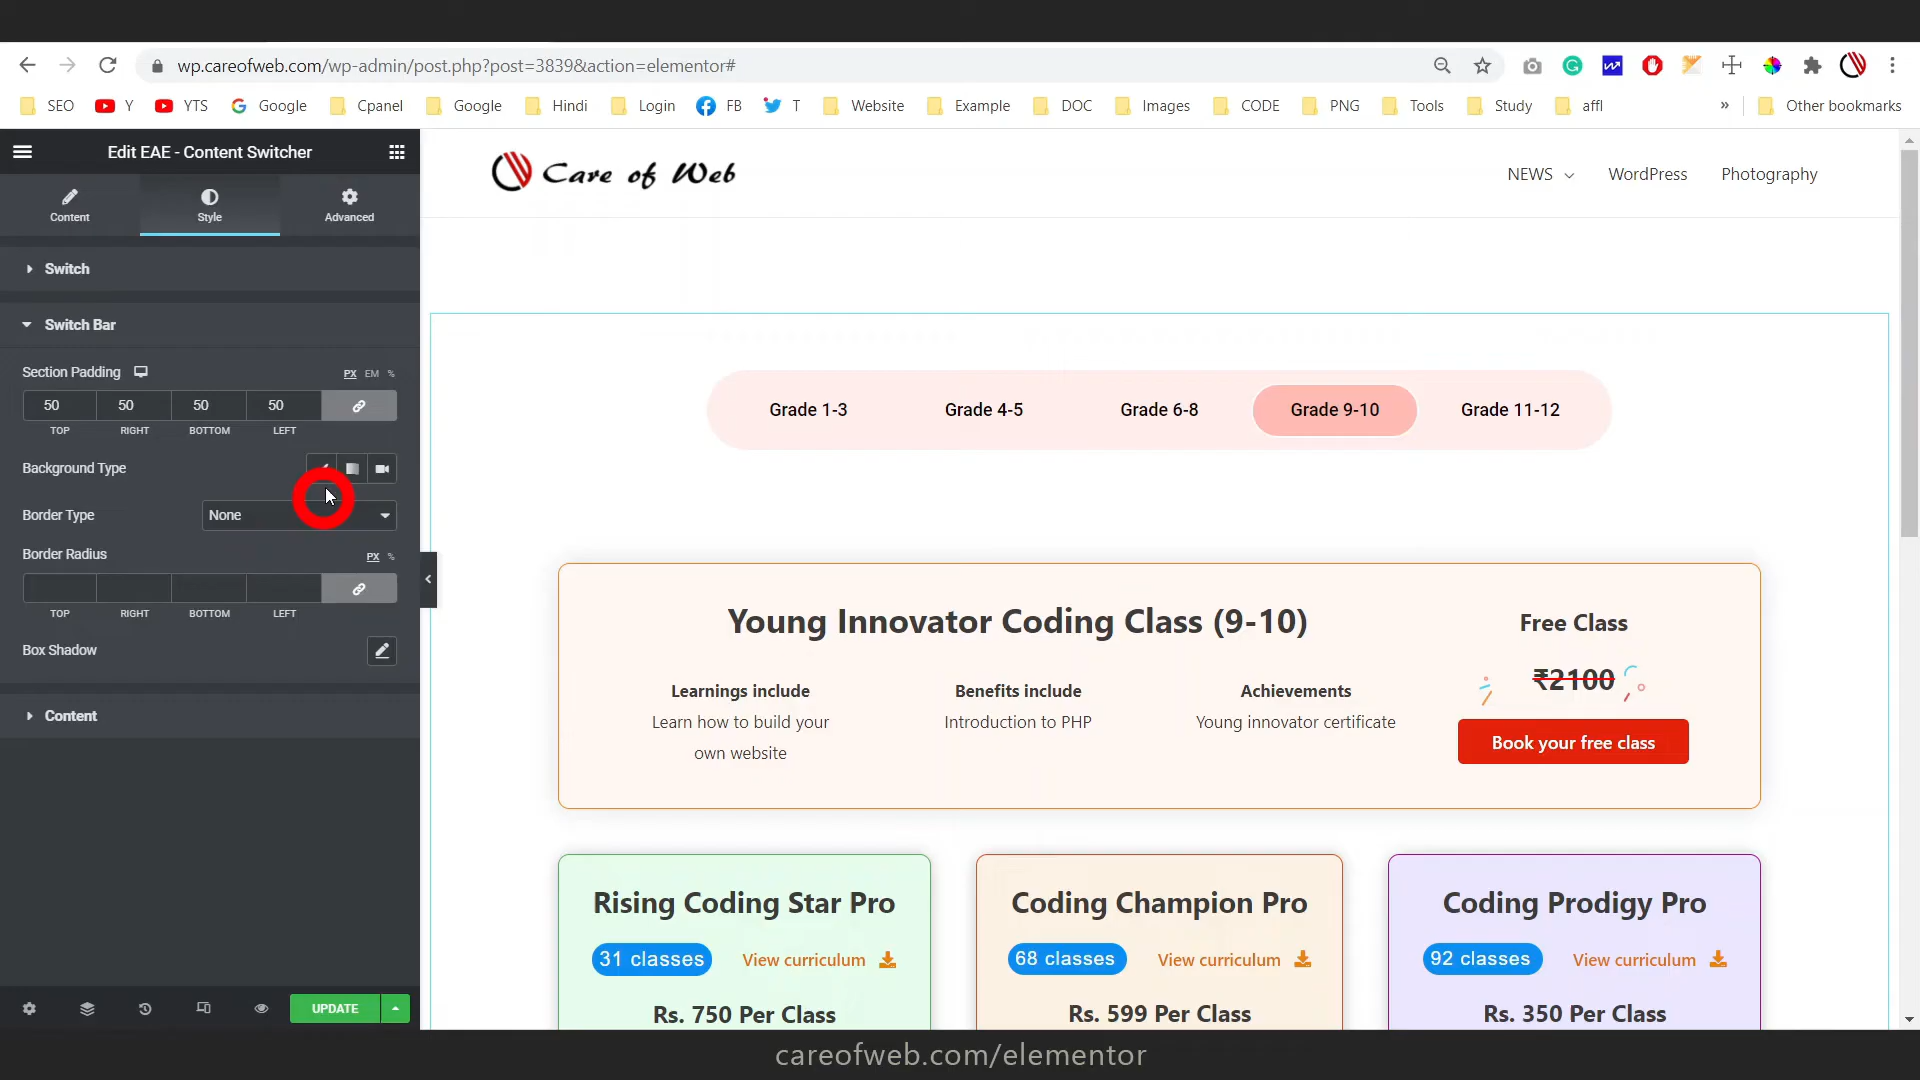 wp.careofweb.com/wp-admin/post.php?post=3839&action=elementor#
SEO Y YTS Google Cpanel Google Hindi Login FB T Website Example DOC Images CODE PNG Tools Study affl » Other bookmarks
Edit EAE - Content Switcher
Content Style Advanced
Switch
Switch Bar
Section Padding PX EM %
50 50 50 50
TOP RIGHT BOTTOM LEFT
Background Type
Border Type None
Border Radius PX %
TOP RIGHT BOTTOM LEFT
Box Shadow
Content
UPDATE
Care of Web
NEWS WordPress Photography
Grade 1-3 Grade 4-5 Grade 6-8 Grade 9-10 Grade 11-12
Young Innovator Coding Class (9-10)
Learnings include
Learn how to build your
own website
Benefits include
Introduction to PHP
Achievements
Young innovator certificate
Free Class
₹2100
Book your free class
Rising Coding Star Pro
31 classes View curriculum
Rs. 750 Per Class
Coding Champion Pro
68 classes View curriculum
Rs. 599 Per Class
Coding Prodigy Pro
92 classes View curriculum
Rs. 350 Per Class
careofweb.com/elementor